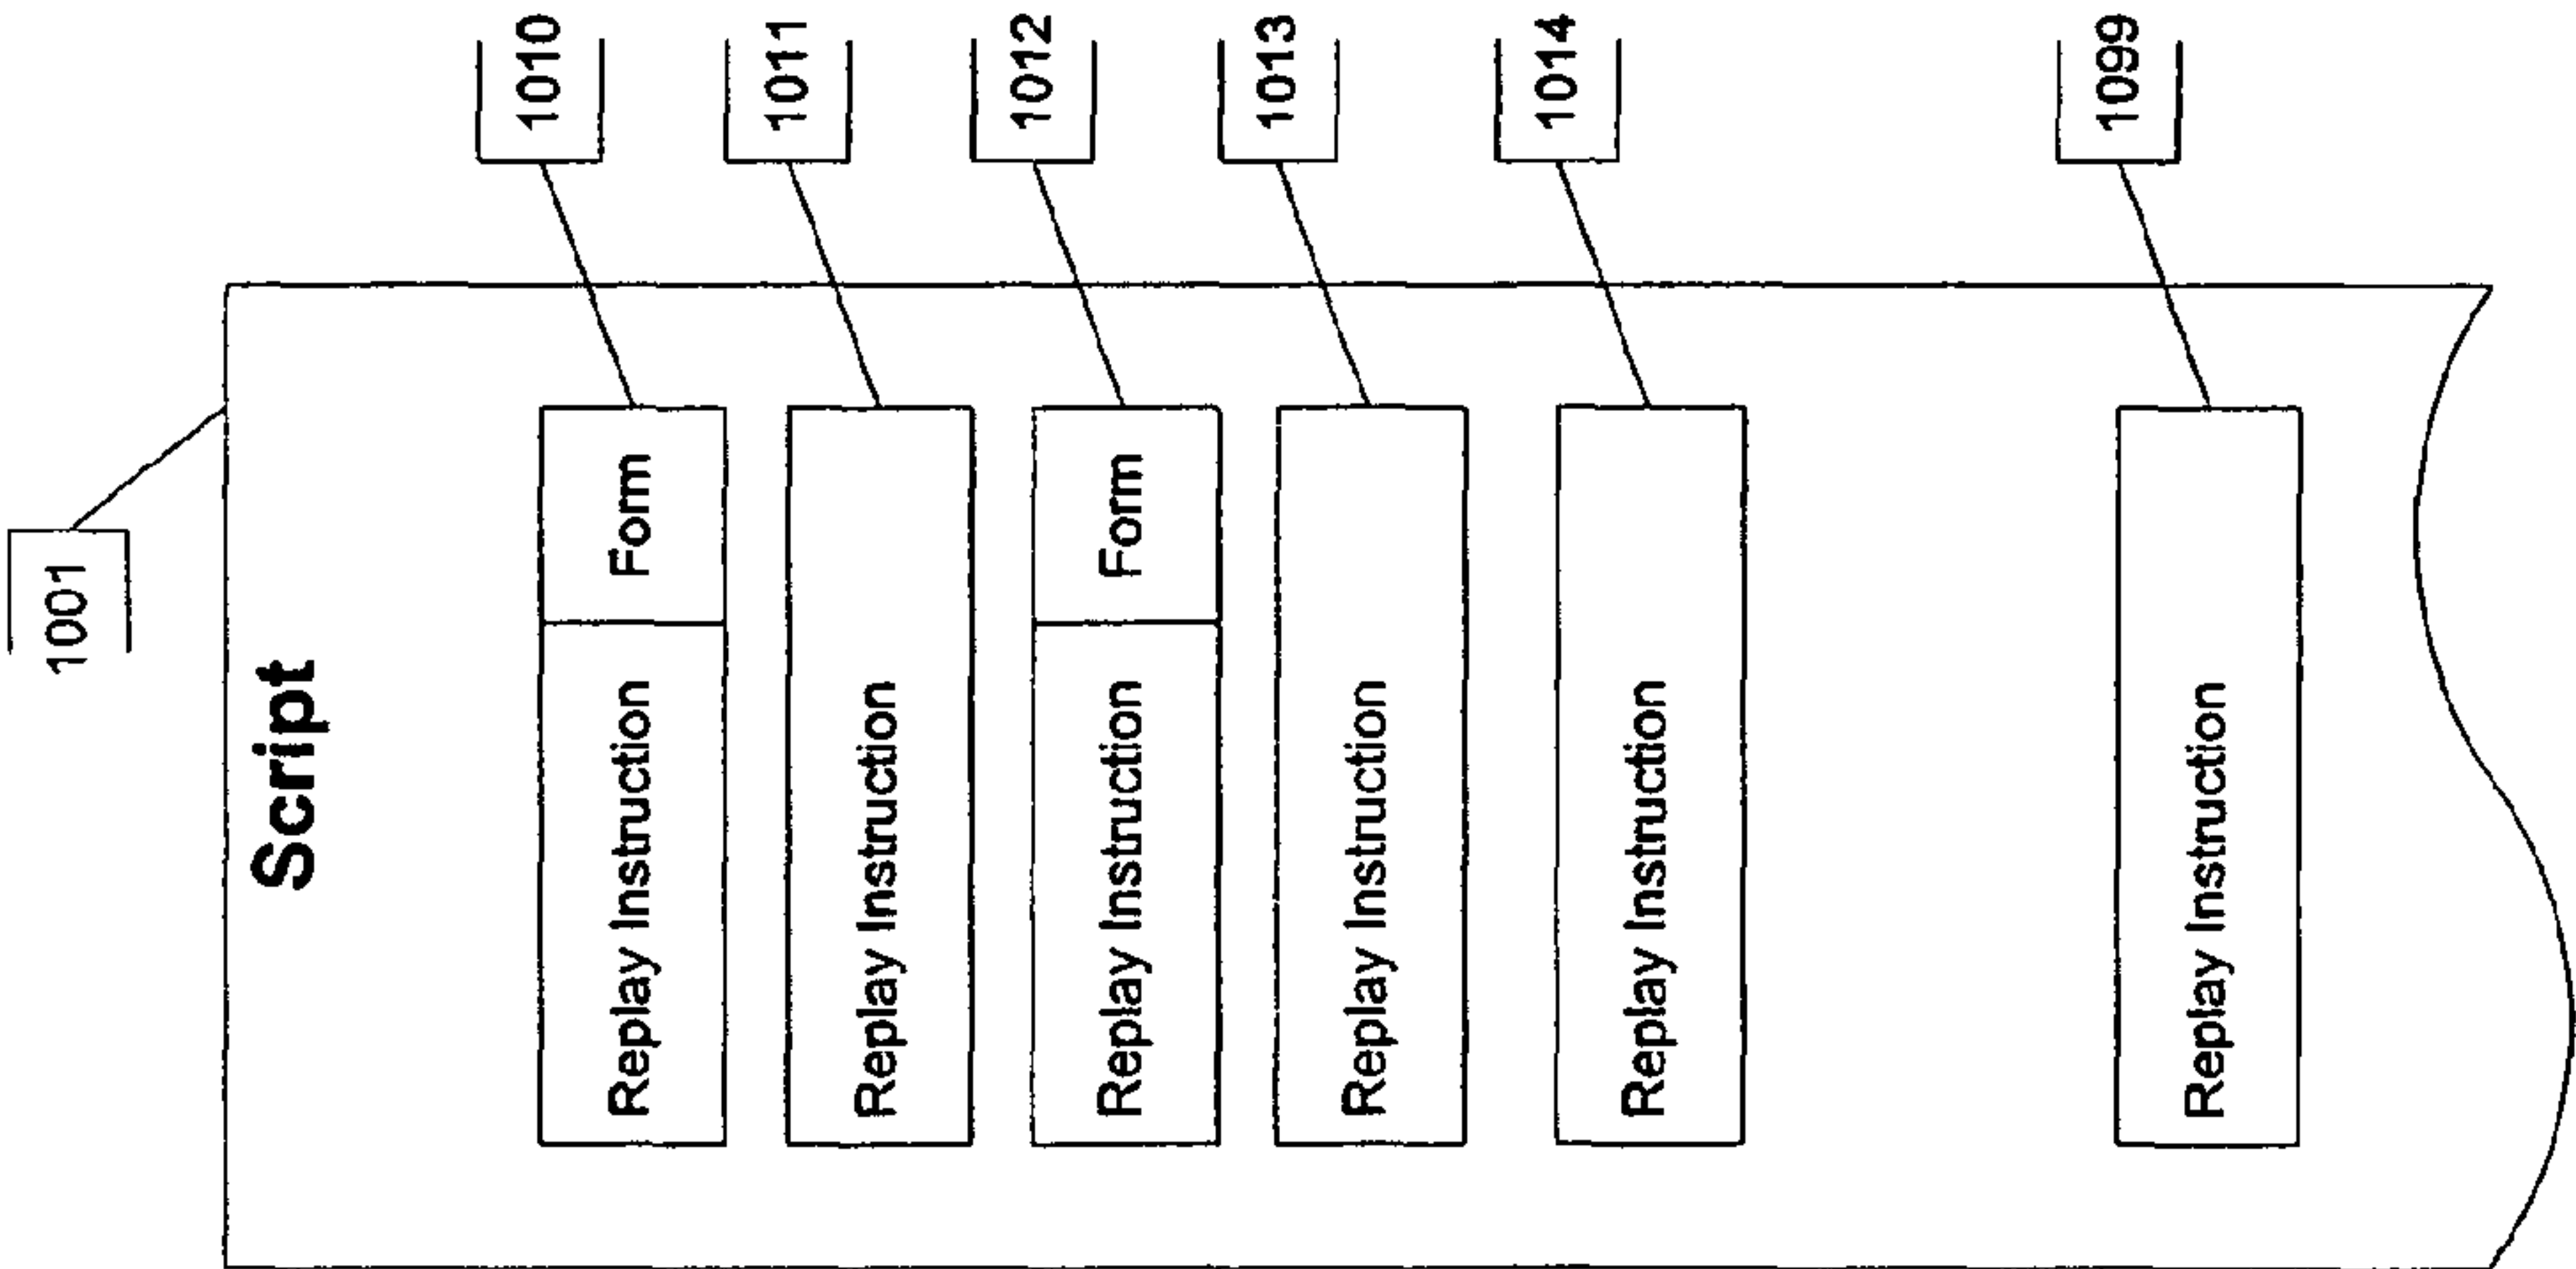 1001
Script
Replay Instruction Form 1010
Replay Instruction 1011
Replay Instruction Form 1012
Replay Instruction 1013
Replay Instruction 1014
Replay Instruction 1099